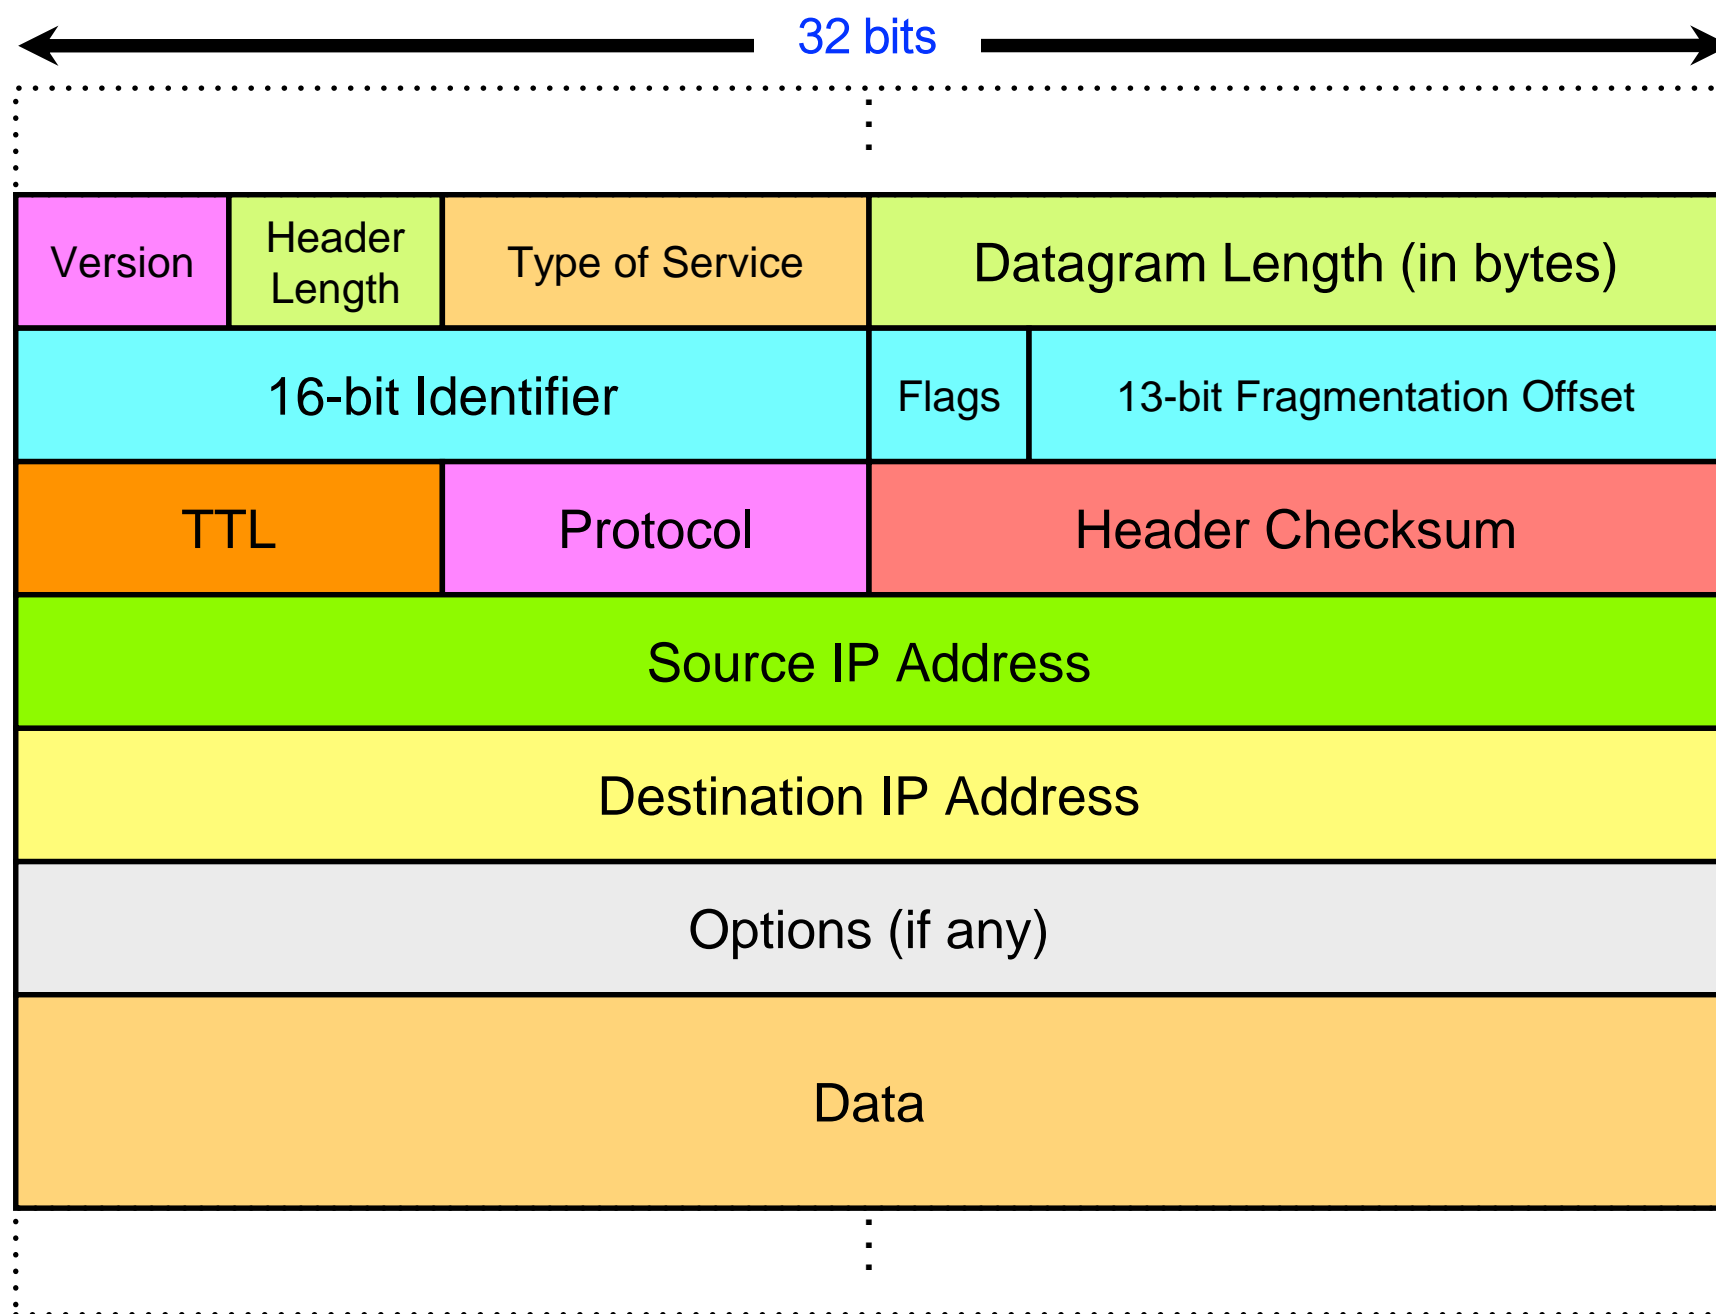 32 bits
Version
Header
Length
Type of Service
Datagram Length (in bytes)
16-bit Identifier
Flags
13-bit Fragmentation Offset
TTL
Protocol
Header Checksum
Source IP Address
Destination IP Address
Options (if any)
Data